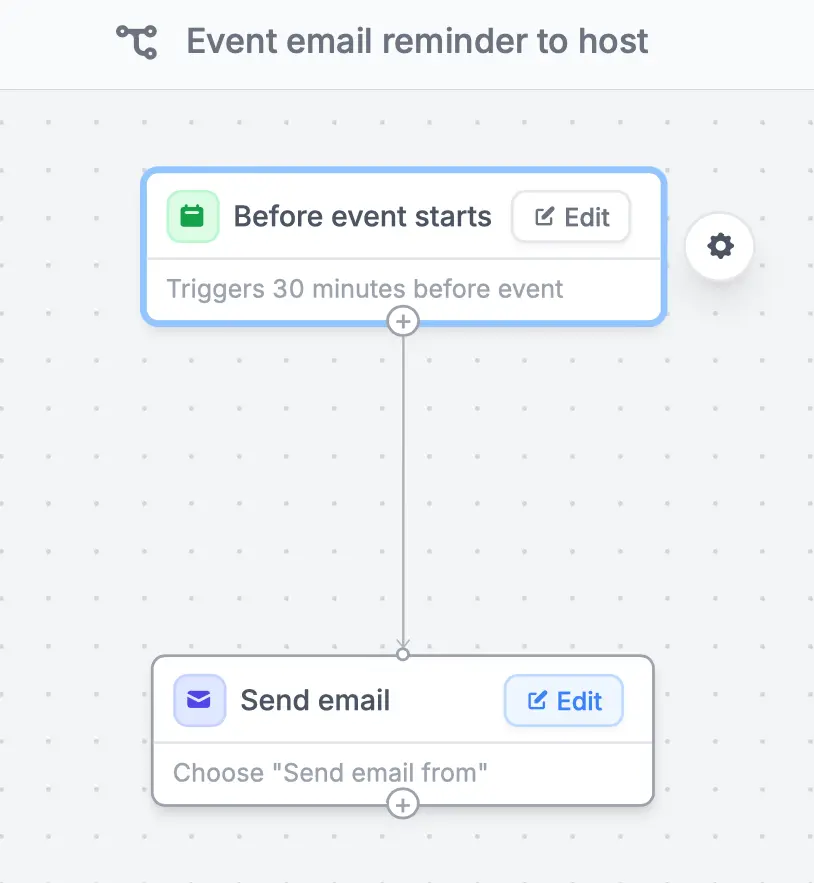 Event email reminder to host
Before event starts
Edit
Triggers 30 minutes before event
Send email
Edit
Choose "Send email from"